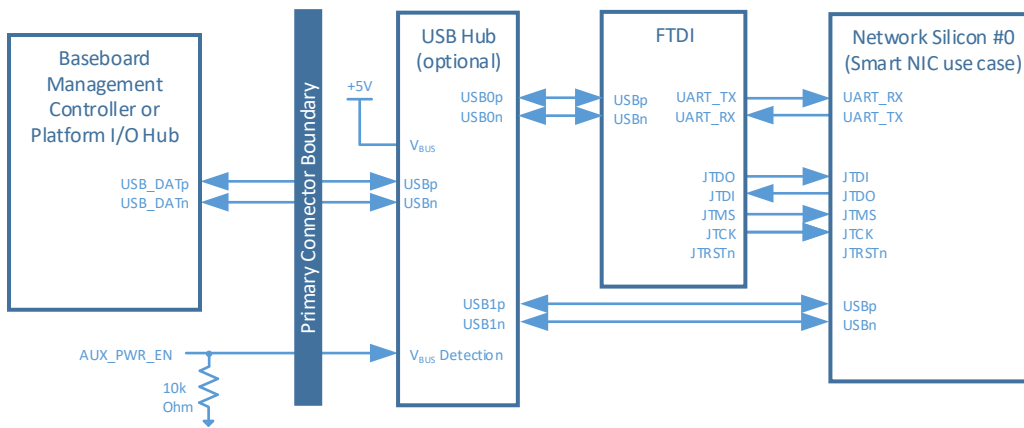 Baseboard
Management
Controller or
Platform I/O Hub
USB_DATp
USB_DATn
AUX_PWR_EN
10k
Ohm
Primary Connector Boundary
+5V
USB Hub
(optional)
USB0p
USB0n
VBUS
USBp
USBn
USB1p
USB1n
VBUS Detection
FTDI
USBp
USBn
UART_TX
UART_RX
JTDO
JTDI
JTMS
JTCK
JTRSTn
Network Silicon #0
(Smart NIC use case)
UART_RX
UART_TX
JTDI
JTDO
JTMS
JTCK
JTRSTn
USBp
USBn